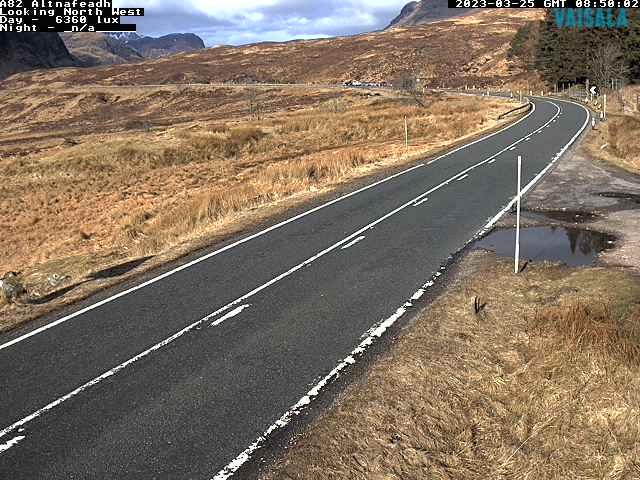 A82 Altnafeadh
2023-03-25 GMT 08:50:02
Looking North West
VAISALA
Day - 6360 lux
Night - n/a